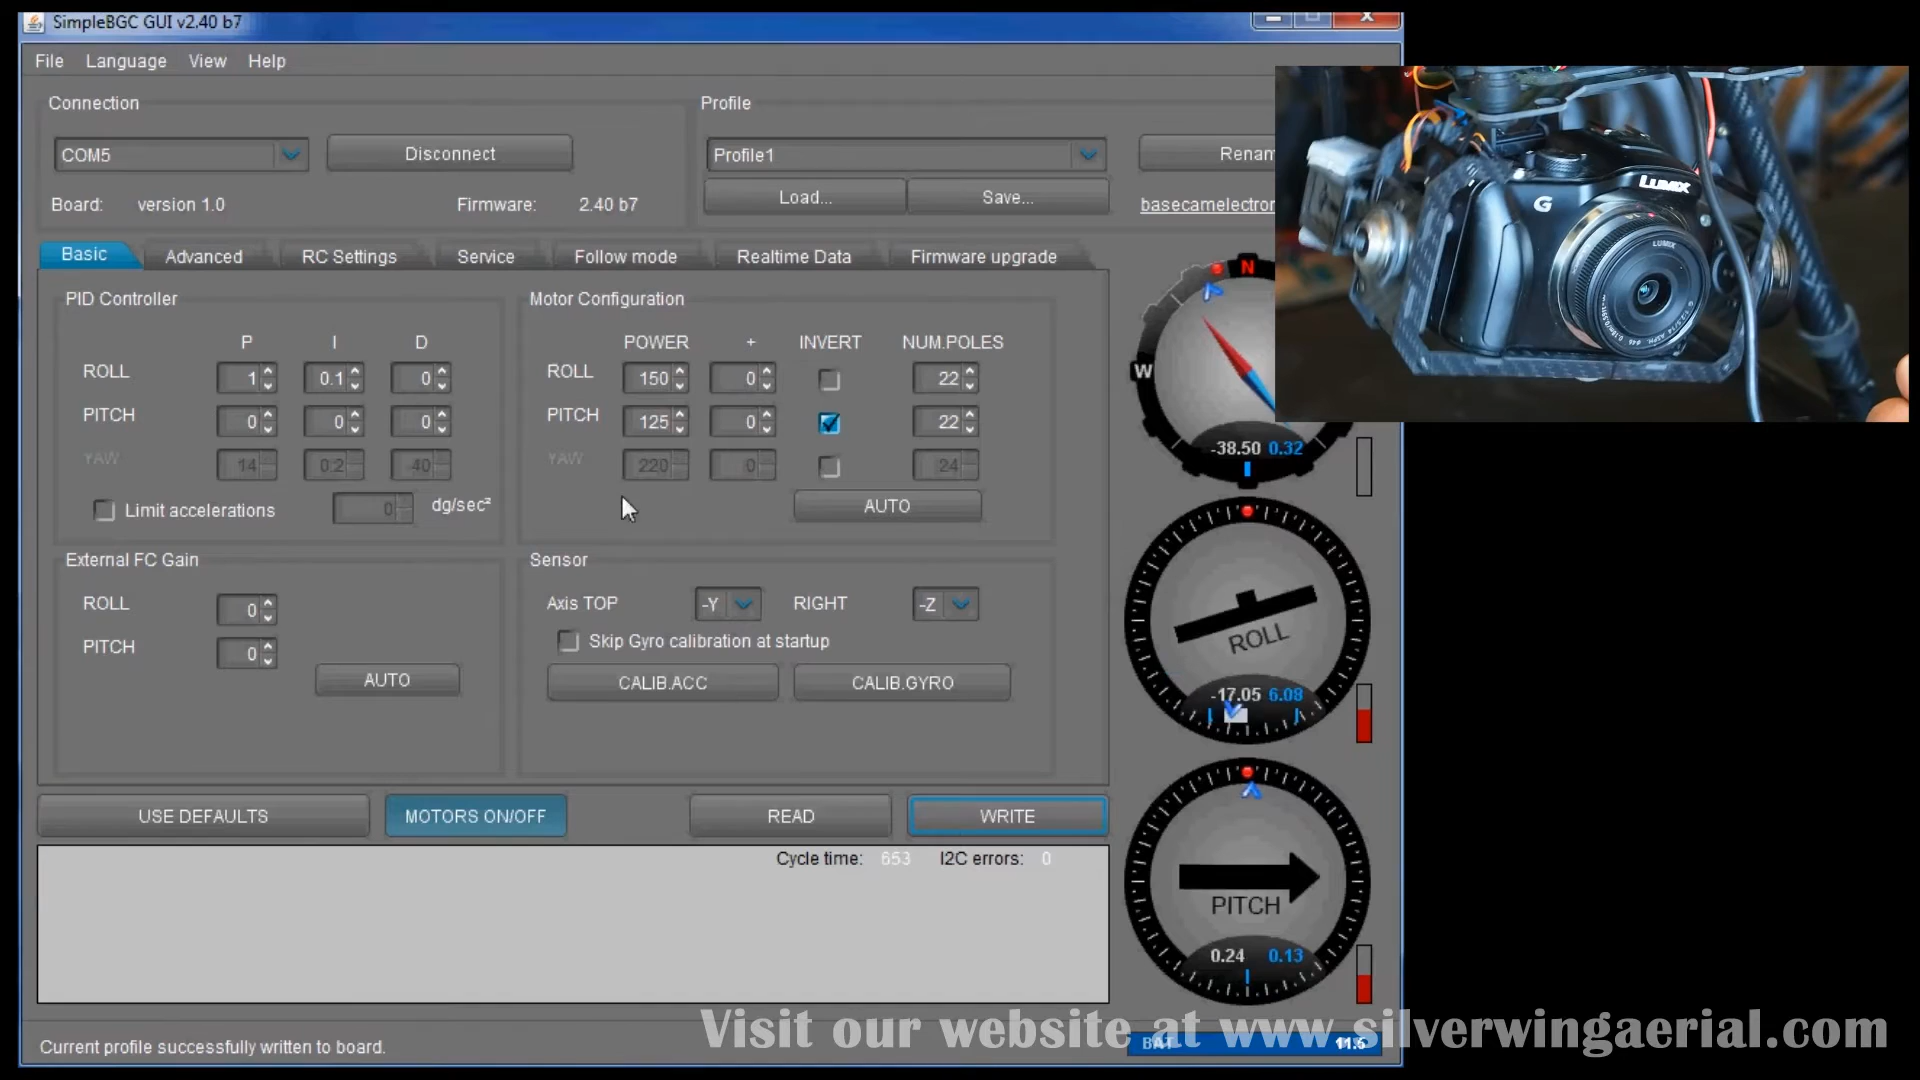 SimpleBGC GUI v2.40 b7
File Language View Help
Connection
Profile
COM5
Disconnect
Profile1
Renam
Load...
Save...
Board: version 1.0
Firmware: 2.40 b7
basecamelectron
Basic
Advanced
RC Settings
Service
Follow mode
Realtime Data
Firmware upgrade
PID Controller
P I D
ROLL 1 0.1 0
PITCH 0 0 0
YAW 14 0.2 40
Limit accelerations 0 dg/sec²
Motor Configuration
POWER + INVERT NUM.POLES
ROLL 150 0 22
PITCH 125 0 22
YAW 220 0 24
AUTO
External FC Gain
ROLL 0
PITCH 0
AUTO
Sensor
Axis TOP -Y RIGHT -Z
Skip Gyro calibration at startup
CALIB.ACC
CALIB.GYRO
N
W
-38.50 0.32
ROLL
-17.05 6.08
PITCH
0.24 0.13
LUMIX
G
LUMIX
USE DEFAULTS
MOTORS ON/OFF
READ
WRITE
Cycle time: 653 I2C errors: 0
Visit our website at www.silverwingaerial.com
Current profile successfully written to board.
BAT 11.5